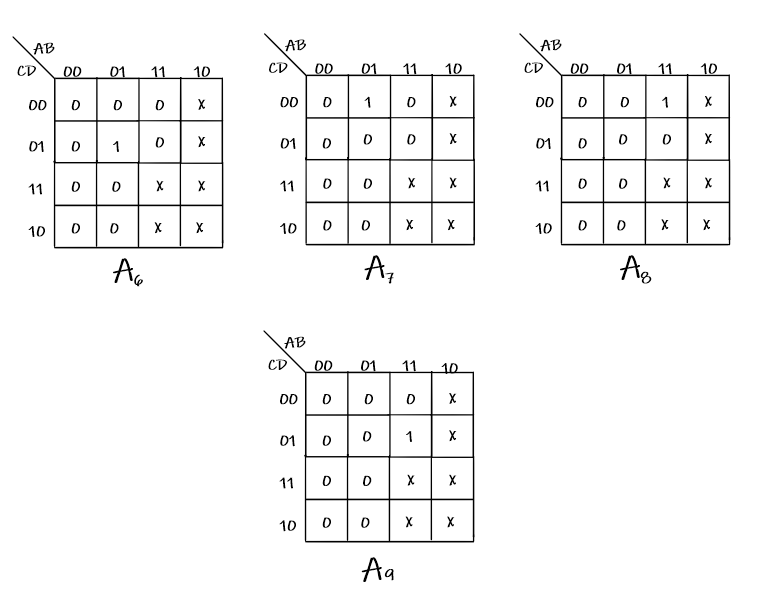 AB AB AB
CD 00 01 11 10 CD 00 01 11 10 CD 00 01 11 10
00 0 0 0 x 00 0 1 0 x 00 0 0 1 x
01 0 1 0 x 01 0 0 0 x 01 0 0 0 x
11 0 0 x x 11 0 0 x x 11 0 0 x x
10 0 0 x x 10 0 0 x x 10 0 0 x x
A6 A7 A8
AB
CD 00 01 11 10
00 0 0 0 x
01 0 0 1 x
11 0 0 x x
10 0 0 x x
A9